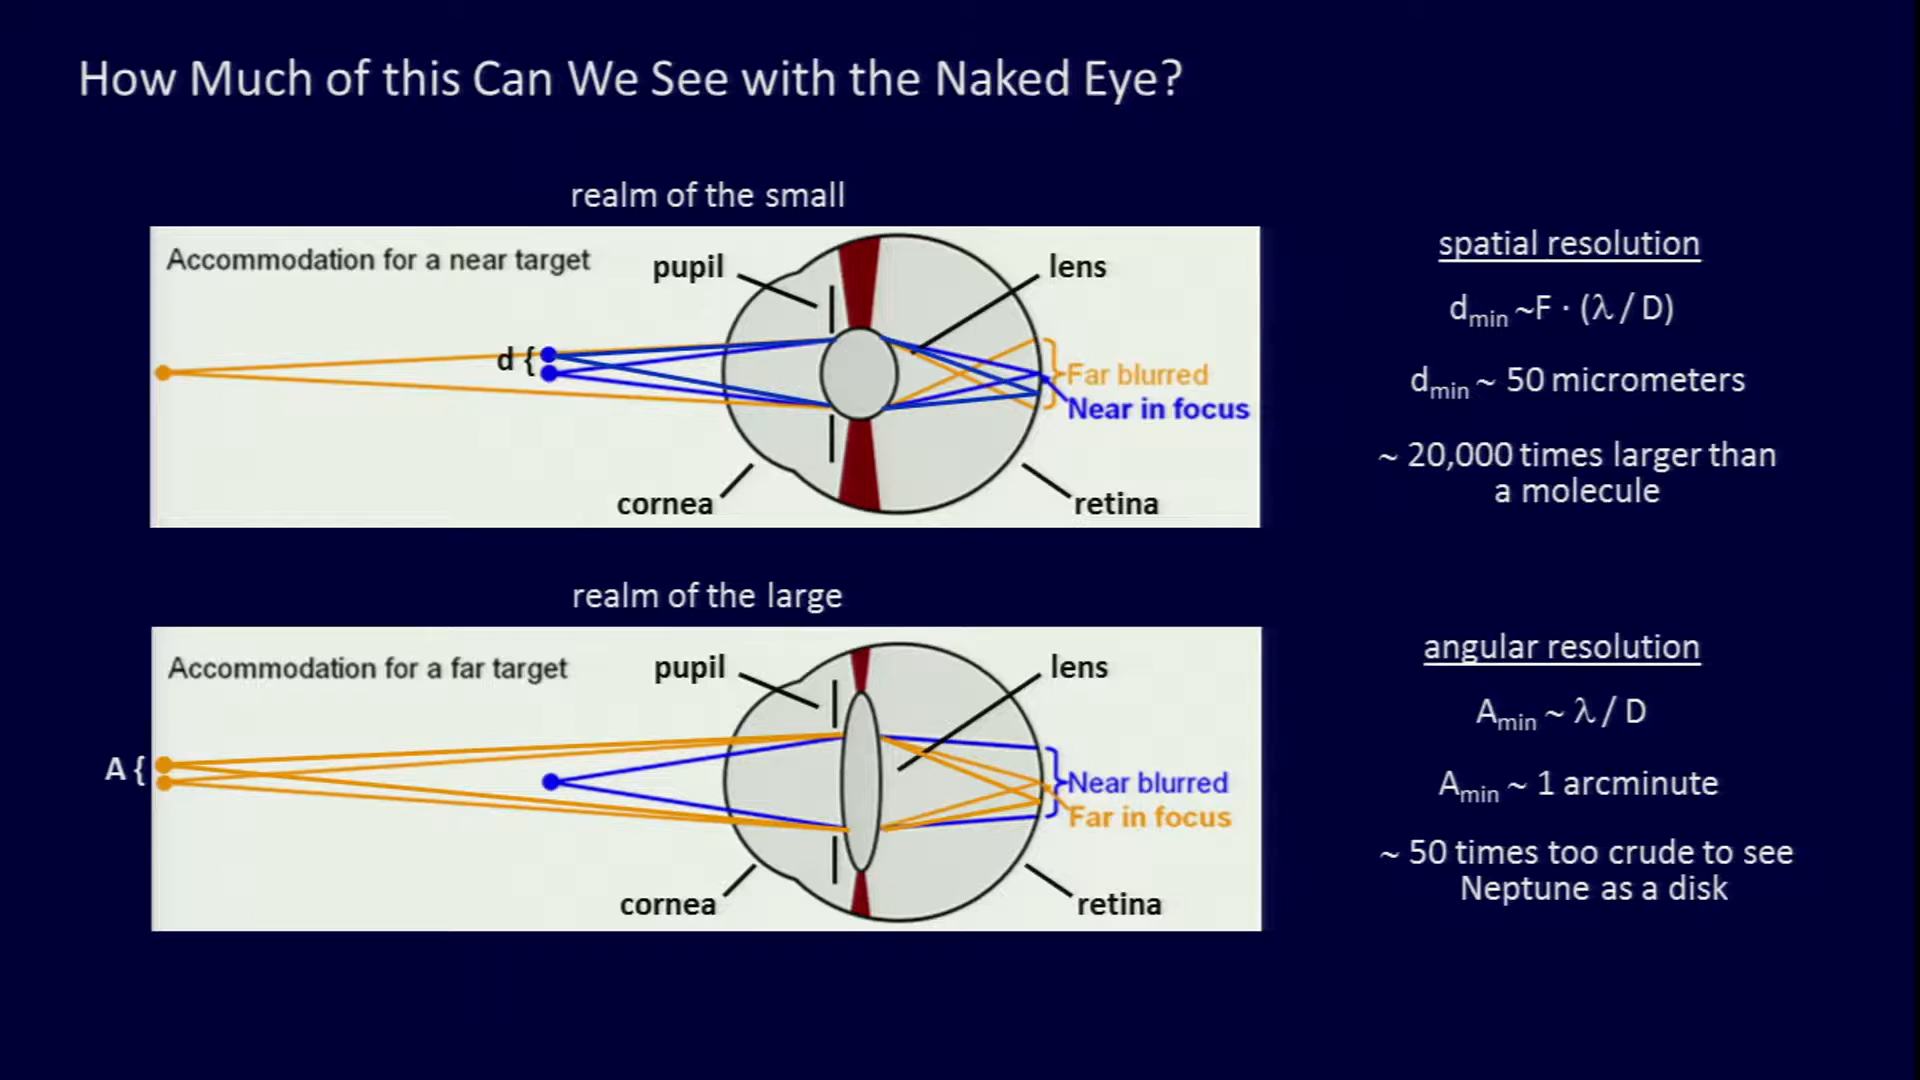 How Much of this Can We See with the Naked Eye?
realm of the small
Accommodation for a near target
pupil
lens
d {
Far blurred
Near in focus
cornea
retina
spatial resolution
dmin ~F · (λ / D)
dmin ~ 50 micrometers
~ 20,000 times larger than
a molecule
realm of the large
Accommodation for a far target
pupil
lens
A {
Near blurred
Far in focus
cornea
retina
angular resolution
Amin ~ λ / D
Amin ~ 1 arcminute
~ 50 times too crude to see
Neptune as a disk